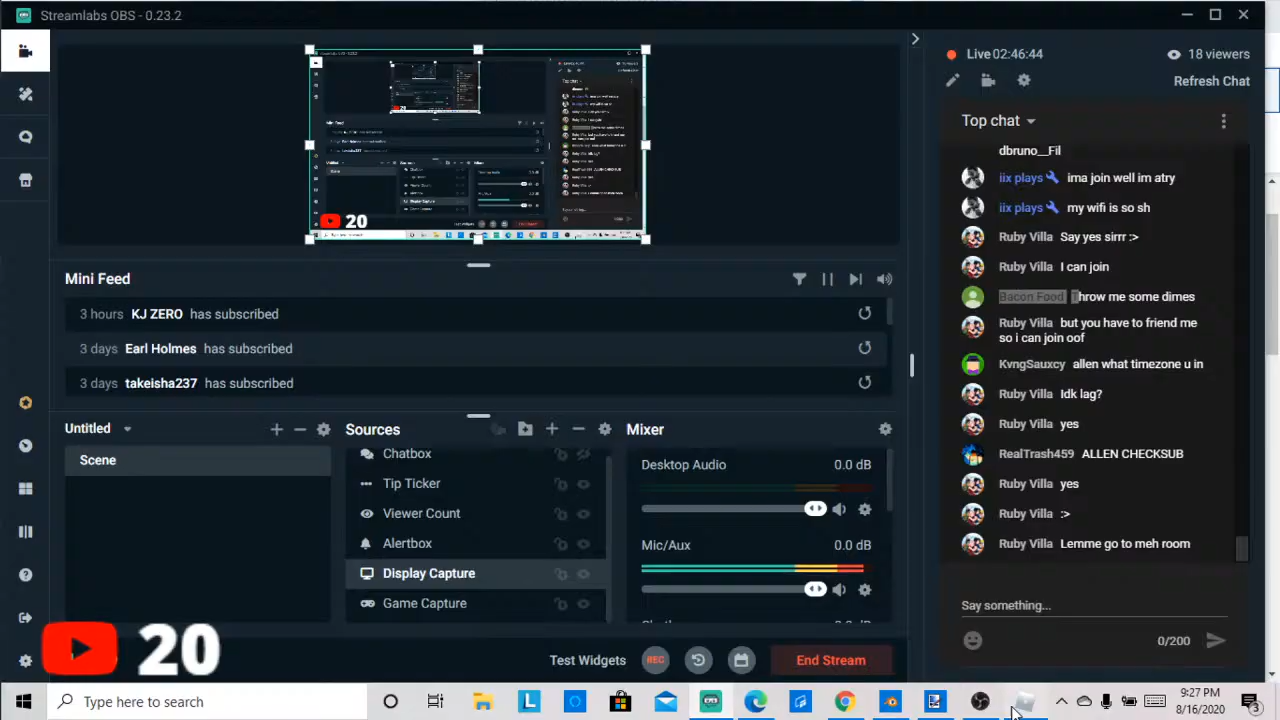 Streamlabs OBS - 0.23.2
Live 02:46:44
18 viewers
Refresh Chat
Top chat
dbruno__Fil
iix plays ima join well im atry
iix plays my wifi is so sh
Ruby Villa Say yes sirrr :>
Ruby Villa I can join
Bacon Food Throw me some dimes
Ruby Villa but you have to friend me
so i can join oof
KvngSauxcy allen what timezone u in
Ruby Villa Idk lag?
Ruby Villa yes
RealTrash459 ALLEN CHECKSUB
Ruby Villa yes
Ruby Villa :>
Ruby Villa Lemme go to meh room
Say something...
0/200
Mini Feed
3 hours KJ ZERO has subscribed
3 days Earl Holmes has subscribed
3 days takeisha237 has subscribed
Untitled
Scene
Sources
Chatbox
Tip Ticker
Viewer Count
Alertbox
Display Capture
Game Capture
Mixer
Desktop Audio 0.0 dB
Mic/Aux 0.0 dB
20
Test Widgets
REC
End Stream
Type here to search
9:27 PM
8/16/2020
3